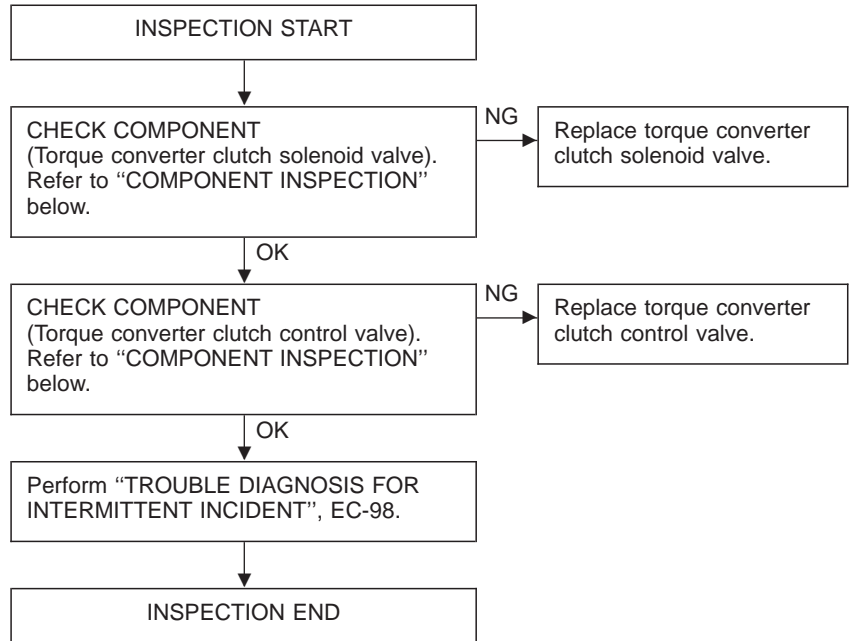 INSPECTION START
CHECK COMPONENT
(Torque converter clutch solenoid valve).
Refer to ‘‘COMPONENT INSPECTION’’
below.
NG
Replace torque converter
clutch solenoid valve.
OK
CHECK COMPONENT
(Torque converter clutch control valve).
Refer to ‘‘COMPONENT INSPECTION’’
below.
NG
Replace torque converter
clutch control valve.
OK
Perform ‘‘TROUBLE DIAGNOSIS FOR
INTERMITTENT INCIDENT’’, EC-98.
INSPECTION END